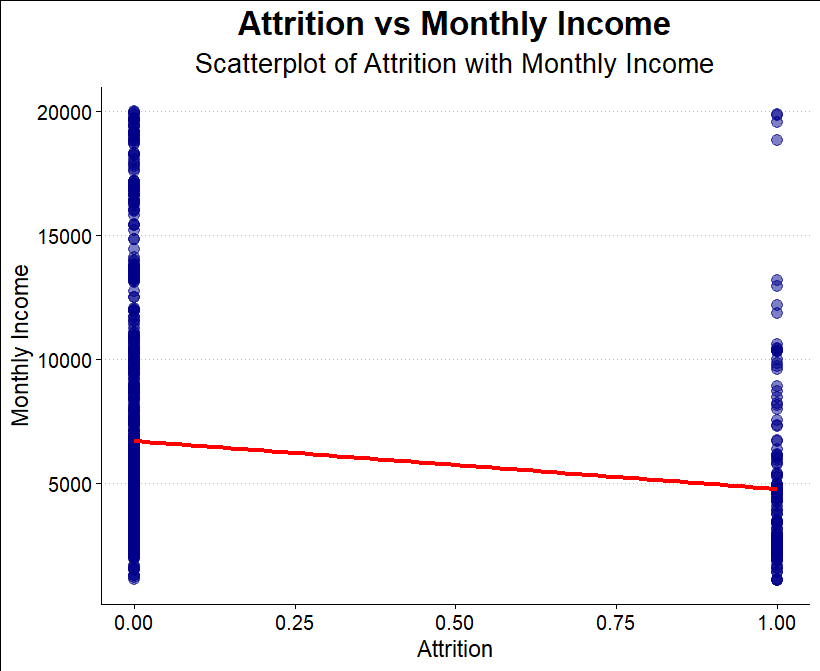 Attrition vs Monthly Income
Scatterplot of Attrition with Monthly Income
20000
15000
10000
5000
Monthly Income
0.00 0.25 0.50 0.75 1.00
Attrition